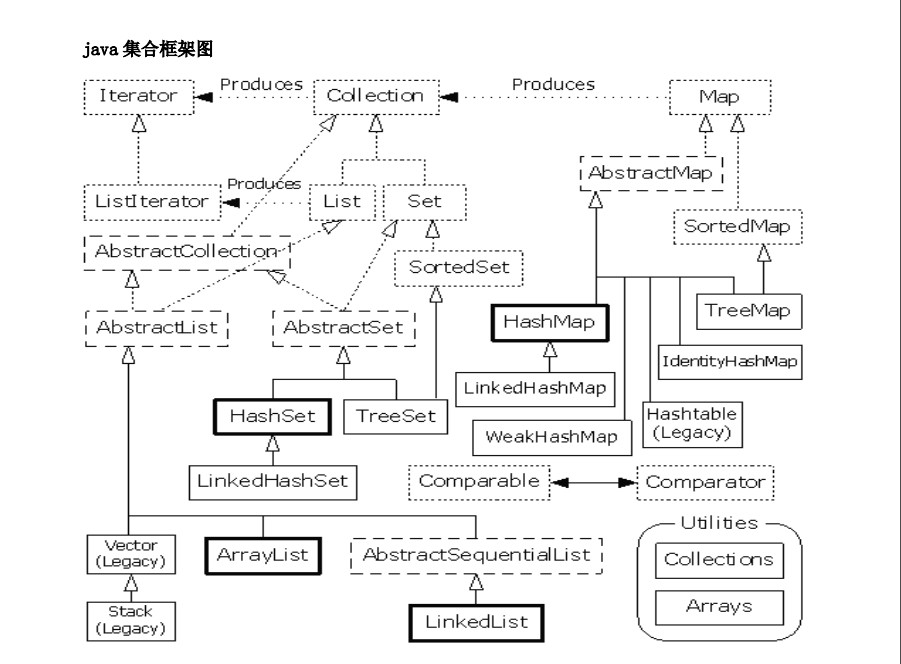 java 集合框架图
Iterator
Produces
Collection
Produces
Map
AbstractMap
ListIterator
Produces
List
Set
SortedMap
AbstractCollection
SortedSet
AbstractList
AbstractSet
HashMap
TreeMap
IdentityHashMap
LinkedHashMap
HashSet
TreeSet
Hashtable
(Legacy)
WeakHashMap
LinkedHashSet
Comparable
Comparator
Utilities
Vector
(Legacy)
ArrayList
AbstractSequentialList
Collections
Arrays
Stack
(Legacy)
LinkedList